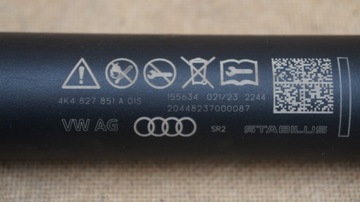 4K4 827 851 A 01S
155634 021/23 2244
20448237000087
VW AG
SR2
STABILUS